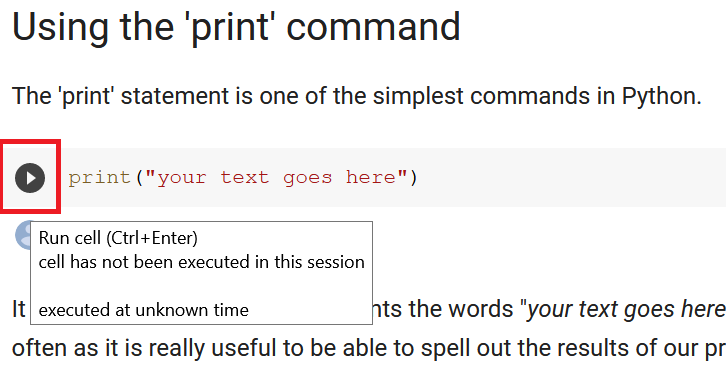 Using the 'print' command
The 'print' statement is one of the simplest commands in Python.
print("your text goes here")
Run cell (Ctrl+Enter)
cell has not been executed in this session
executed at unknown time
It nts the words "your text goes here
often as it is really useful to be able to spell out the results of our pr